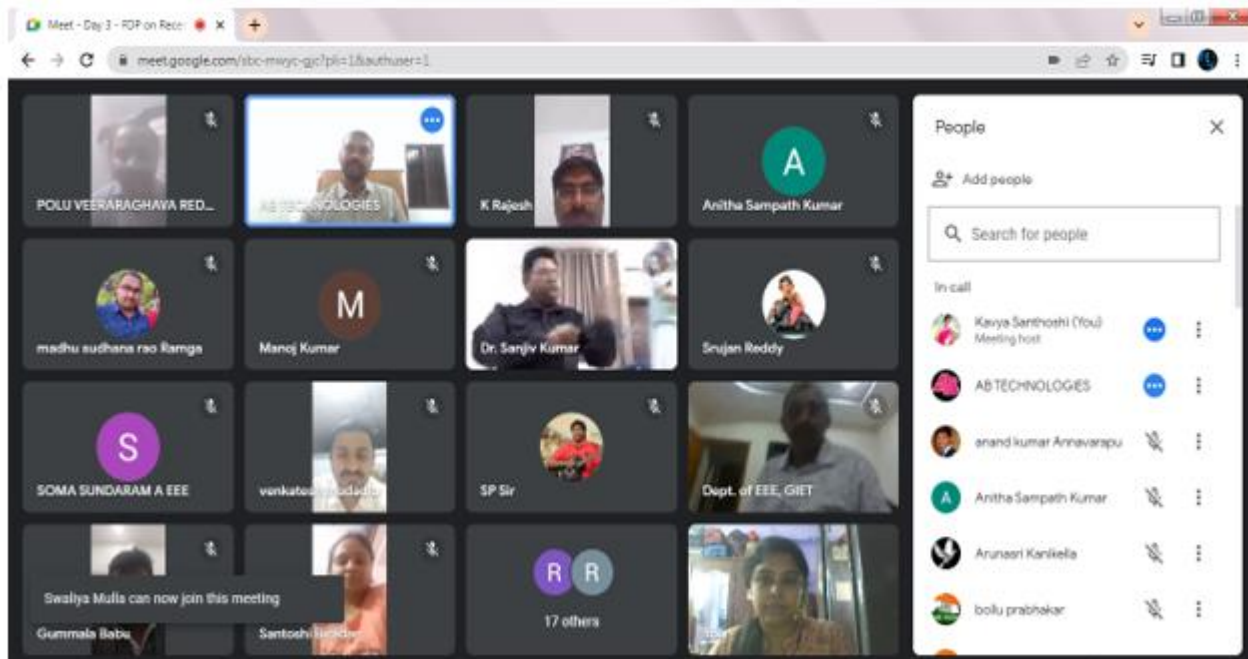 Meet - Day 3 - FDP on Rece
meet.google.com/sbc-mwyc-gjc?pli=1&authuser=1
POLU VEERARAGHAVA RED...
AB TECHNOLOGIES
K Rajesh
A
Anitha Sampath Kumar
madhu sudhana rao Ramga
M
Manoj Kumar
Dr. Sanjiv Kumar
Srujan Reddy
S
SOMA SUNDARAM A EEE
SP Sir
Dept. of EEE, GIET
Swaliya Mulla can now join this meeting
Gummala Babu
Santoshi
R R
17 others
You
People
Add people
Search for people
In call
Kavya Santhoshi (You)
Meeting host
AB TECHNOLOGIES
anand kumar Annavarapu
A
Anitha Sampath Kumar
Arunasri Kanikella
bollu prabhakar